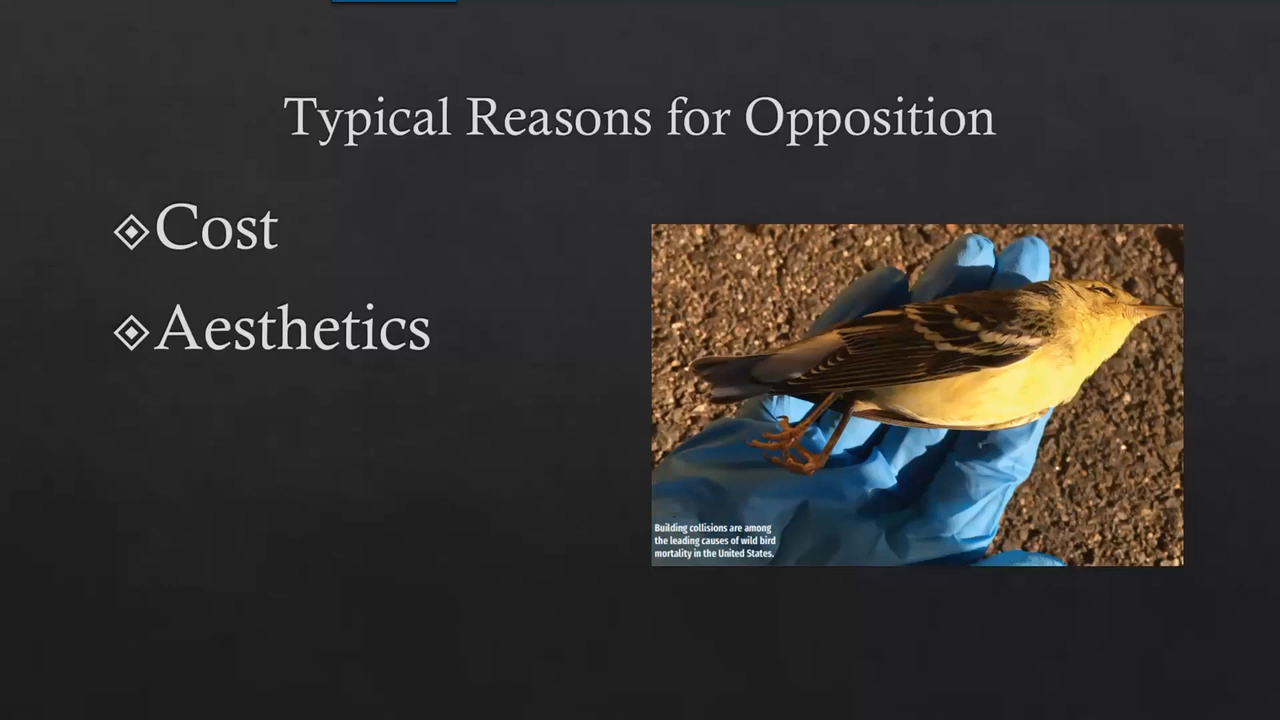 Typical Reasons for Opposition
Cost
Aesthetics
Building collisions are among
the leading causes of wild bird
mortality in the United States.